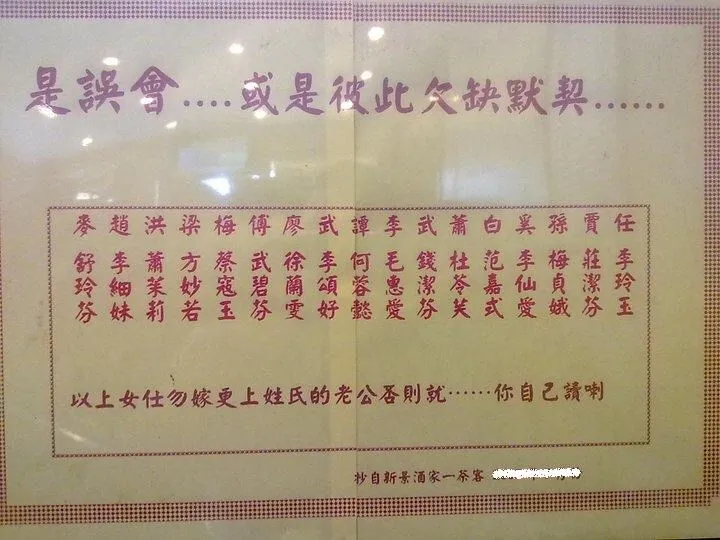 是誤會....或是彼此欠缺默契......
任 李玲玉
賈 莊潔芬
孫 梅貞娥
奚 李仙愛
白 范嘉式
蕭 杜苓芙
武 錢潔芬
李 毛惠愛
譚 何蓉懿
武 李頌好
廖 徐蘭雯
傅 武碧芬
梅 蔡寇玉
梁 方妙若
洪 蕭茱莉
趙 李細妹
麥 舒玲芬
以上女仕勿嫁更上姓氏的老公否則就……你自己讀喇
抄自新景酒家一茶客